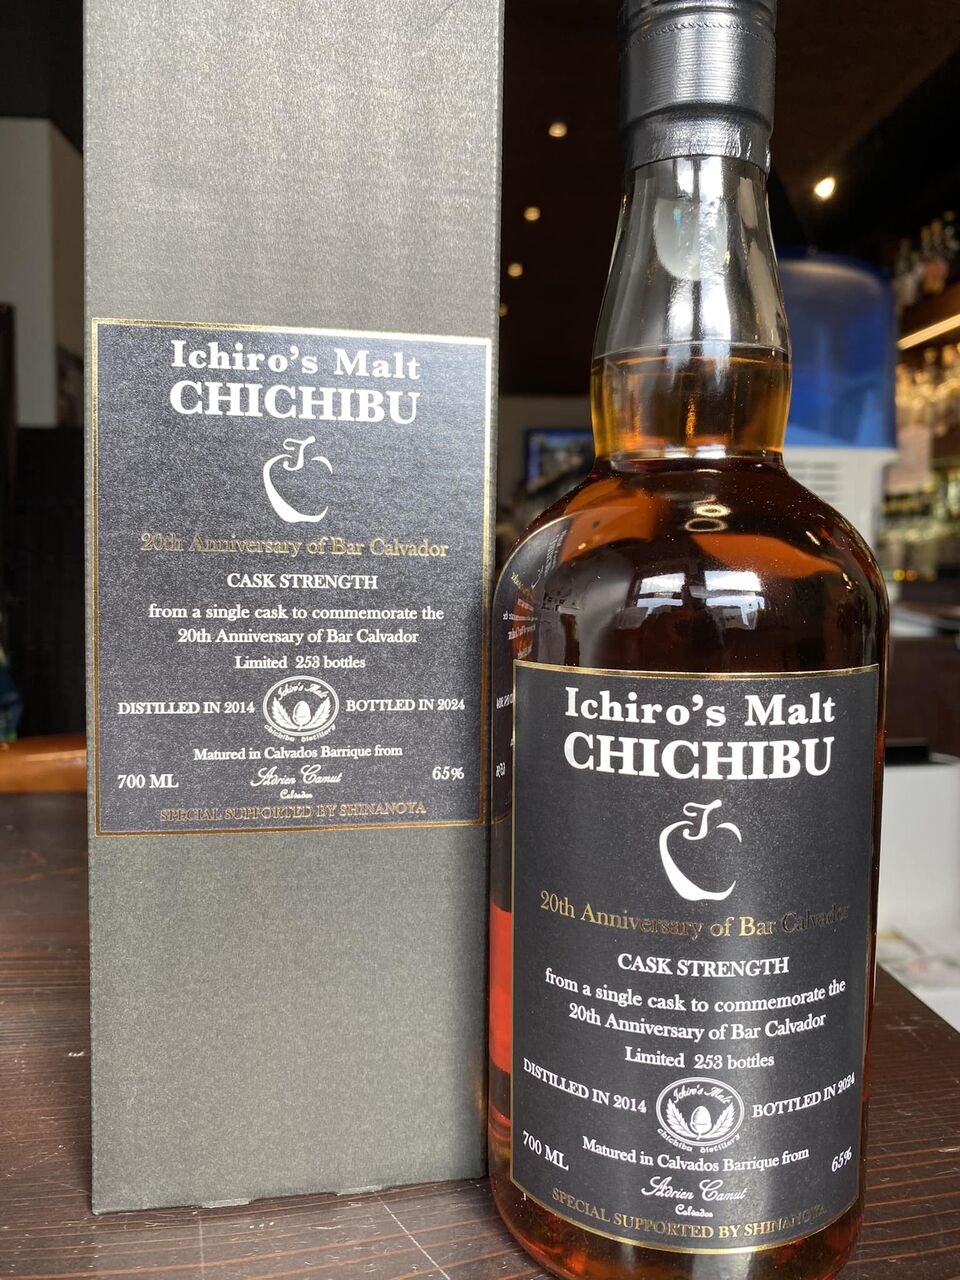 Ichiro's Malt
CHICHIBU
20th Anniversary of Bar Calvador
CASK STRENGTH
from a single cask to commemorate the
20th Anniversary of Bar Calvador
Limited 253 bottles
DISTILLED IN 2014
Ichiro's Malt
chichibu distillery
BOTTLED IN 2024
Matured in Calvados Barrique from
700 ML
Adrien Camut
Calvados
65%
SPECIAL SUPPORTED BY SHINANOYA
Ichiro's Malt
CHICHIBU
20th Anniversary of Bar Calvador
CASK STRENGTH
from a single cask to commemorate the
20th Anniversary of Bar Calvador
Limited 253 bottles
DISTILLED IN 2014
Ichiro's Malt
chichibu distillery
BOTTLED IN 2024
Matured in Calvados Barrique from
700 ML
Adrien Camut
Calvados
65%
SPECIAL SUPPORTED BY SHINANOYA